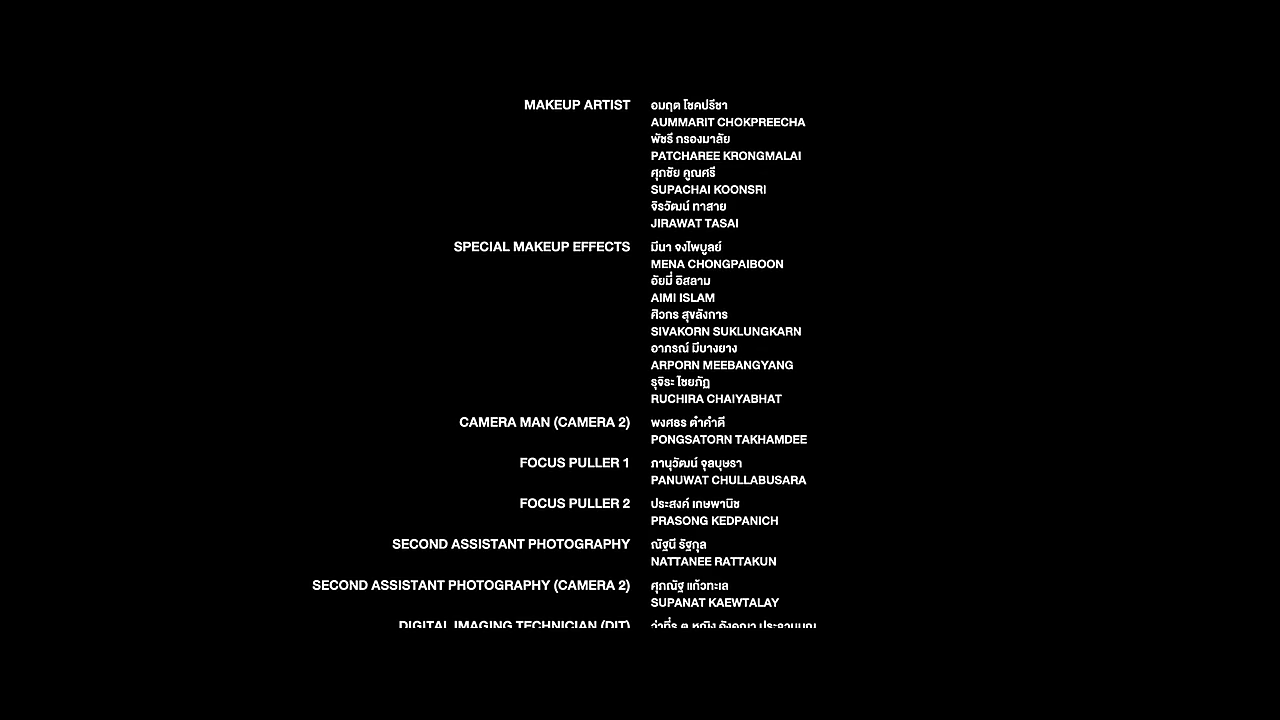 MAKEUP ARTIST อมฤต โชคปรีชา
AUMMARIT CHOKPREECHA
พัชรี กรองมาลัย
PATCHAREE KRONGMALAI
ศุภชัย คูณศรี
SUPACHAI KOONSRI
จิรวัฒน์ ทาสาย
JIRAWAT TASAI
SPECIAL MAKEUP EFFECTS มีนา จงไพบูลย์
MENA CHONGPAIBOON
อัยมี่ อิสลาม
AIMI ISLAM
ศิวกร สุขลังการ
SIVAKORN SUKLUNGKARN
อาภรณ์ มีบางยาง
ARPORN MEEBANGYANG
รุจิระ ไชยภัฏ
RUCHIRA CHAIYABHAT
CAMERA MAN (CAMERA 2) พงศธร ต๋าคำดี
PONGSATORN TAKHAMDEE
FOCUS PULLER 1 ภานุวัฒน์ จุลบุษรา
PANUWAT CHULLABUSARA
FOCUS PULLER 2 ประสงค์ เกษพานิช
PRASONG KEDPANICH
SECOND ASSISTANT PHOTOGRAPHY ณัฐนี รัฐกุล
NATTANEE RATTAKUN
SECOND ASSISTANT PHOTOGRAPHY (CAMERA 2) ศุภณัฐ แก้วทะเล
SUPANAT KAEWTALAY
DIGITAL IMAGING TECHNICIAN (DIT)